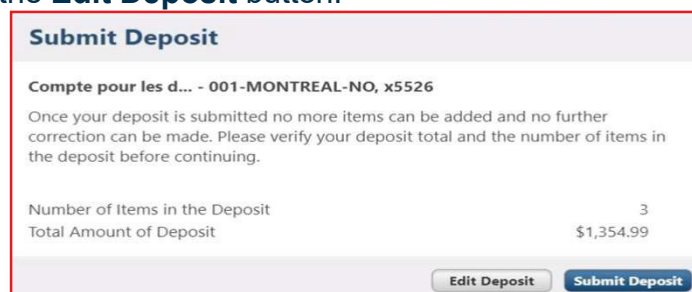 the Edit Deposit button.
Submit Deposit
Compte pour les d... - 001-MONTREAL-NO, x5526
Once your deposit is submitted no more items can be added and no further
correction can be made. Please verify your deposit total and the number of items in
the deposit before continuing.
Number of Items in the Deposit 3
Total Amount of Deposit $1,354.99
Edit Deposit Submit Deposit